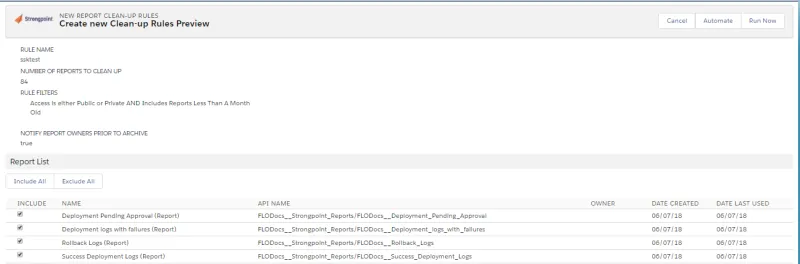 Strongpoint
NEW REPORT CLEAN-UP RULES
Create new Clean-up Rules Preview
Cancel Automate Run Now
RULE NAME
ssktest
NUMBER OF REPORTS TO CLEAN UP
84
RULE FILTERS
Access Is either Public or Private AND Includes Reports Less Than A Month
Old
NOTIFY REPORT OWNERS PRIOR TO ARCHIVE
true
Report List
Include All Exclude All
INCLUDE NAME API NAME OWNER DATE CREATED DATE LAST USED
Deployment Pending Approval (Report) FLODocs__Strongpoint_Reports/FLODocs__Deployment_Pending_Approval 06/07/18 06/07/18
Deployment logs with failures (Report) FLODocs__Strongpoint_Reports/FLODocs__Deployment_logs_with_failures 06/07/18 06/07/18
Rollback Logs (Report) FLODocs__Strongpoint_Reports/FLODocs__Rollback_Logs 06/07/18 06/07/18
Success Deployment Logs (Report) FLODocs__Strongpoint_Reports/FLODocs__Success_Deployment_Logs 06/07/18 06/07/18